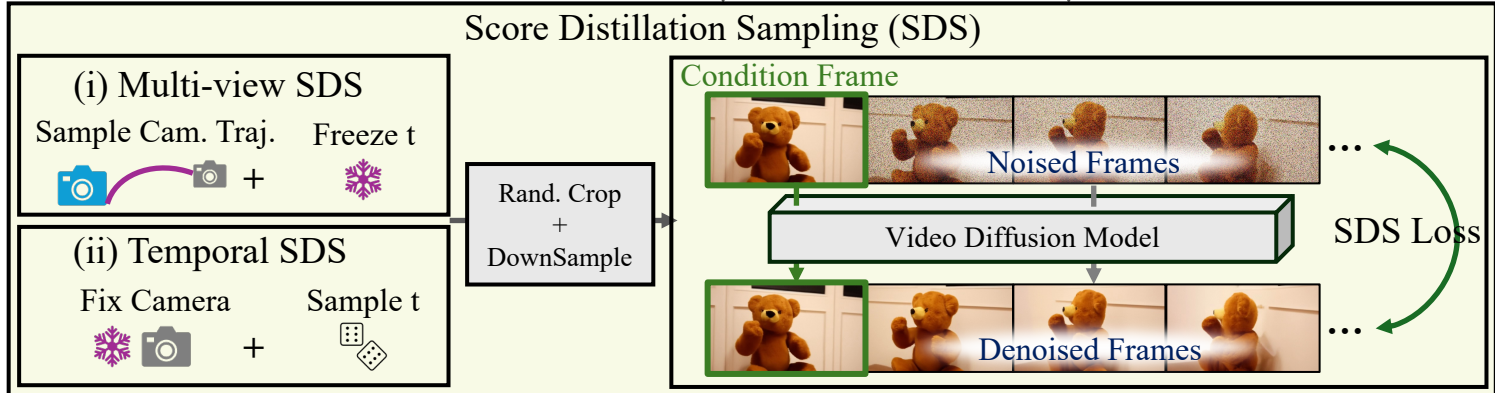 Score Distillation Sampling (SDS)
(i) Multi-view SDS
Sample Cam. Traj.
Freeze t
+
(ii) Temporal SDS
Fix Camera
Sample t
+
Rand. Crop
+
DownSample
Condition Frame
Noised Frames
...
Video Diffusion Model
SDS Loss
Denoised Frames
...